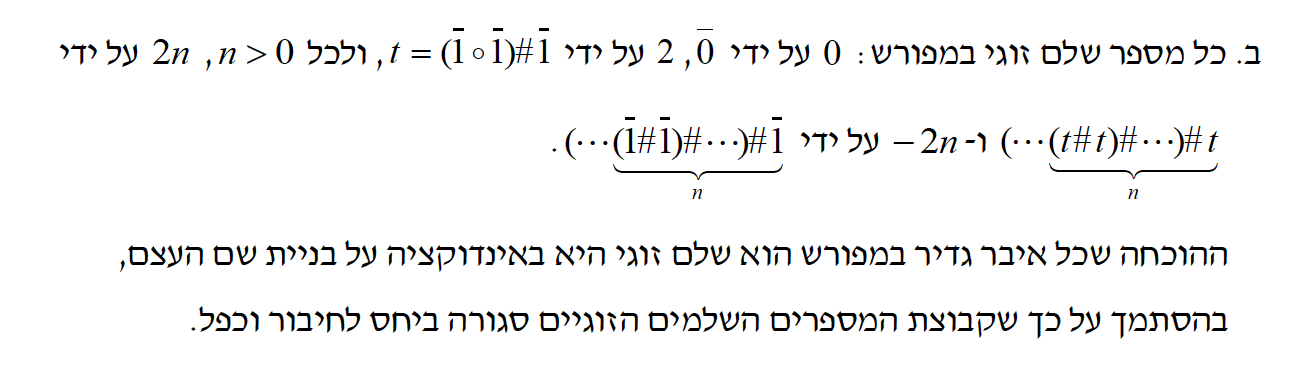 ב. כל מספר שלם זוגי במפורש: 0 על ידי 0̄, 2 על ידי t = (1̄ ∘ 1̄)#1̄, ולכל n > 0, 2n על ידי
(⋯(t#t)#⋯)#t ו- −2n על ידי (⋯(1̄#1̄)#⋯)#1̄.
n n
ההוכחה שכל איבר גדיר במפורש הוא שלם זוגי היא באינדוקציה על בניית שם העצם,
בהסתמך על כך שקבוצת המספרים השלמים הזוגיים סגורה ביחס לחיבור וכפל.